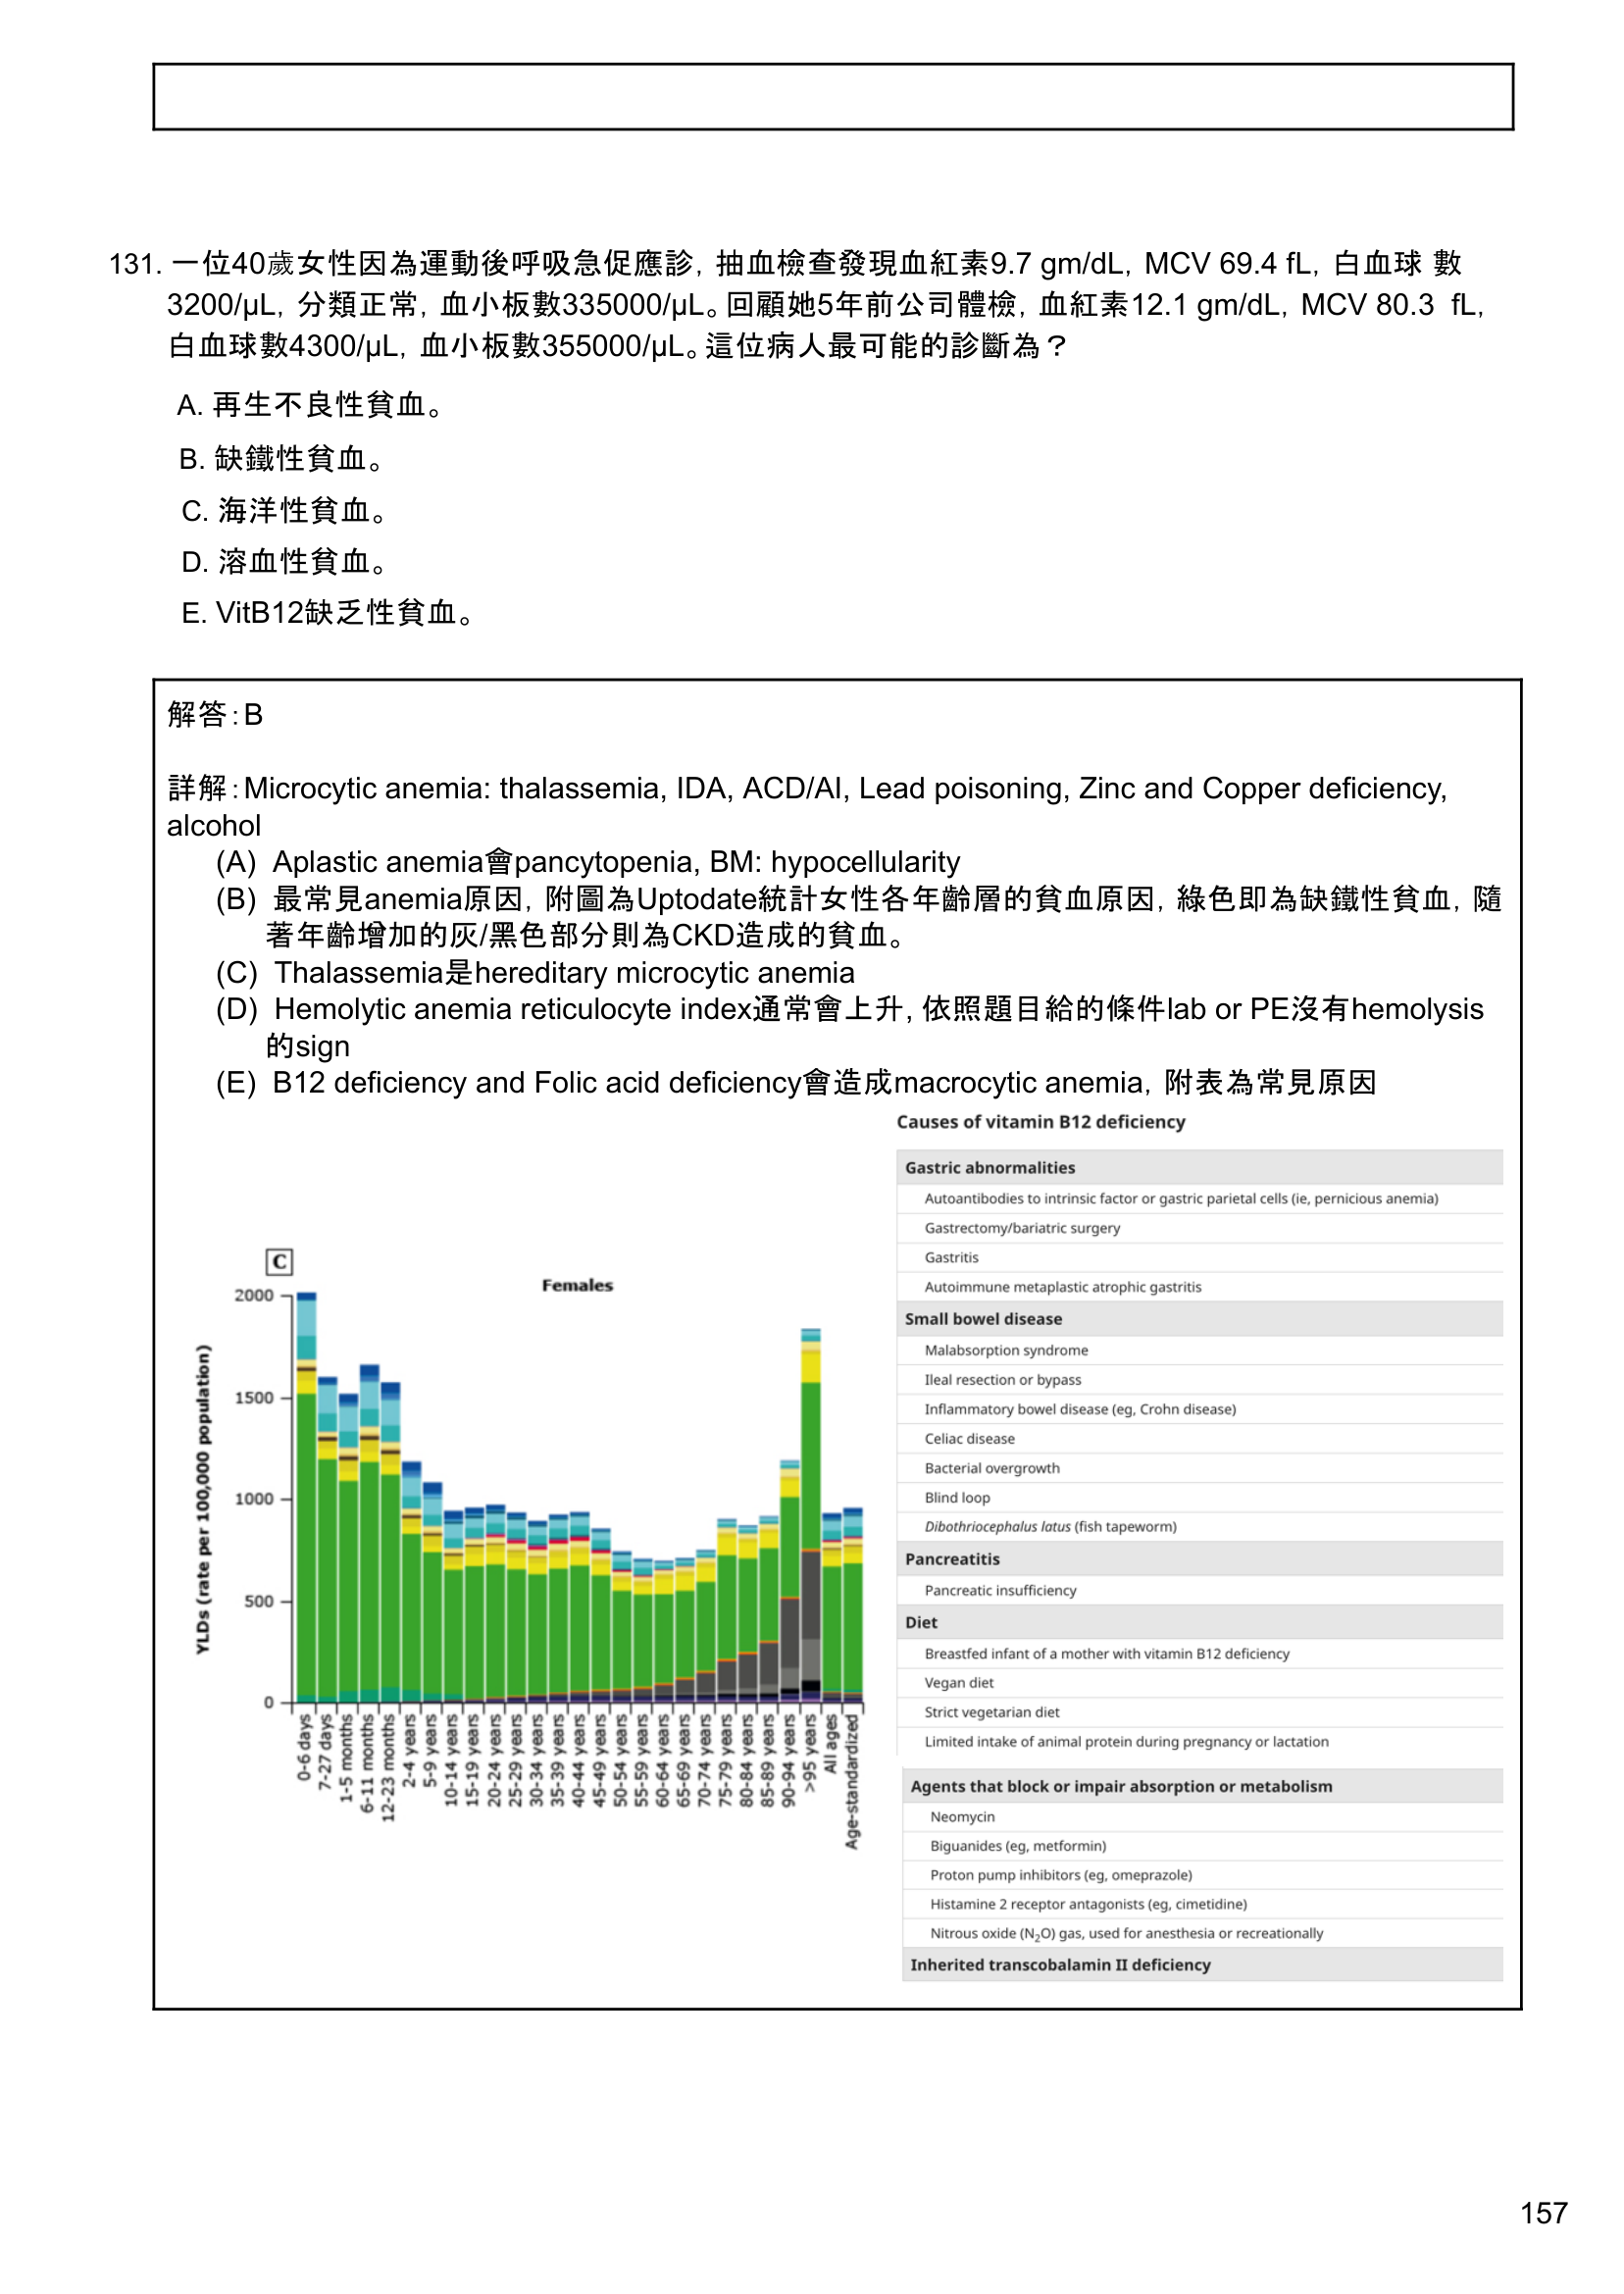 131. 一位40歲女性因為運動後呼吸急促應診，抽血檢查發現血紅素9.7 gm/dL，MCV 69.4 fL，白血球 數
3200/μL，分類正常，血小板數335000/μL。回顧她5年前公司體檢，血紅素12.1 gm/dL，MCV 80.3 fL，
白血球數4300/μL，血小板數355000/μL。這位病人最可能的診斷為？
A. 再生不良性貧血。
B. 缺鐵性貧血。
C. 海洋性貧血。
D. 溶血性貧血。
E. VitB12缺乏性貧血。
解答：B
詳解：Microcytic anemia: thalassemia, IDA, ACD/AI, Lead poisoning, Zinc and Copper deficiency,
alcohol
(A) Aplastic anemia會pancytopenia, BM: hypocellularity
(B) 最常見anemia原因，附圖為Uptodate統計女性各年齡層的貧血原因，綠色即為缺鐵性貧血，隨
著年齡增加的灰/黑色部分則為CKD造成的貧血。
(C) Thalassemia是hereditary microcytic anemia
(D) Hemolytic anemia reticulocyte index通常會上升, 依照題目給的條件lab or PE沒有hemolysis
的sign
(E) B12 deficiency and Folic acid deficiency會造成macrocytic anemia，附表為常見原因
C
Females
YLDs (rate per 100,000 population)
2000
1500
1000
500
0
0-6 days
7-27 days
1-5 months
6-11 months
12-23 months
2-4 years
5-9 years
10-14 years
15-19 years
20-24 years
25-29 years
30-34 years
35-39 years
40-44 years
45-49 years
50-54 years
55-59 years
60-64 years
65-69 years
70-74 years
75-79 years
80-84 years
85-89 years
90-94 years
>95 years
All ages
Age-standardized
Causes of vitamin B12 deficiency
Gastric abnormalities
Autoantibodies to intrinsic factor or gastric parietal cells (ie, pernicious anemia)
Gastrectomy/bariatric surgery
Gastritis
Autoimmune metaplastic atrophic gastritis
Small bowel disease
Malabsorption syndrome
Ileal resection or bypass
Inflammatory bowel disease (eg, Crohn disease)
Celiac disease
Bacterial overgrowth
Blind loop
Dibothriocephalus latus (fish tapeworm)
Pancreatitis
Pancreatic insufficiency
Diet
Breastfed infant of a mother with vitamin B12 deficiency
Vegan diet
Strict vegetarian diet
Limited intake of animal protein during pregnancy or lactation
Agents that block or impair absorption or metabolism
Neomycin
Biguanides (eg, metformin)
Proton pump inhibitors (eg, omeprazole)
Histamine 2 receptor antagonists (eg, cimetidine)
Nitrous oxide (N₂O) gas, used for anesthesia or recreationally
Inherited transcobalamin II deficiency
157